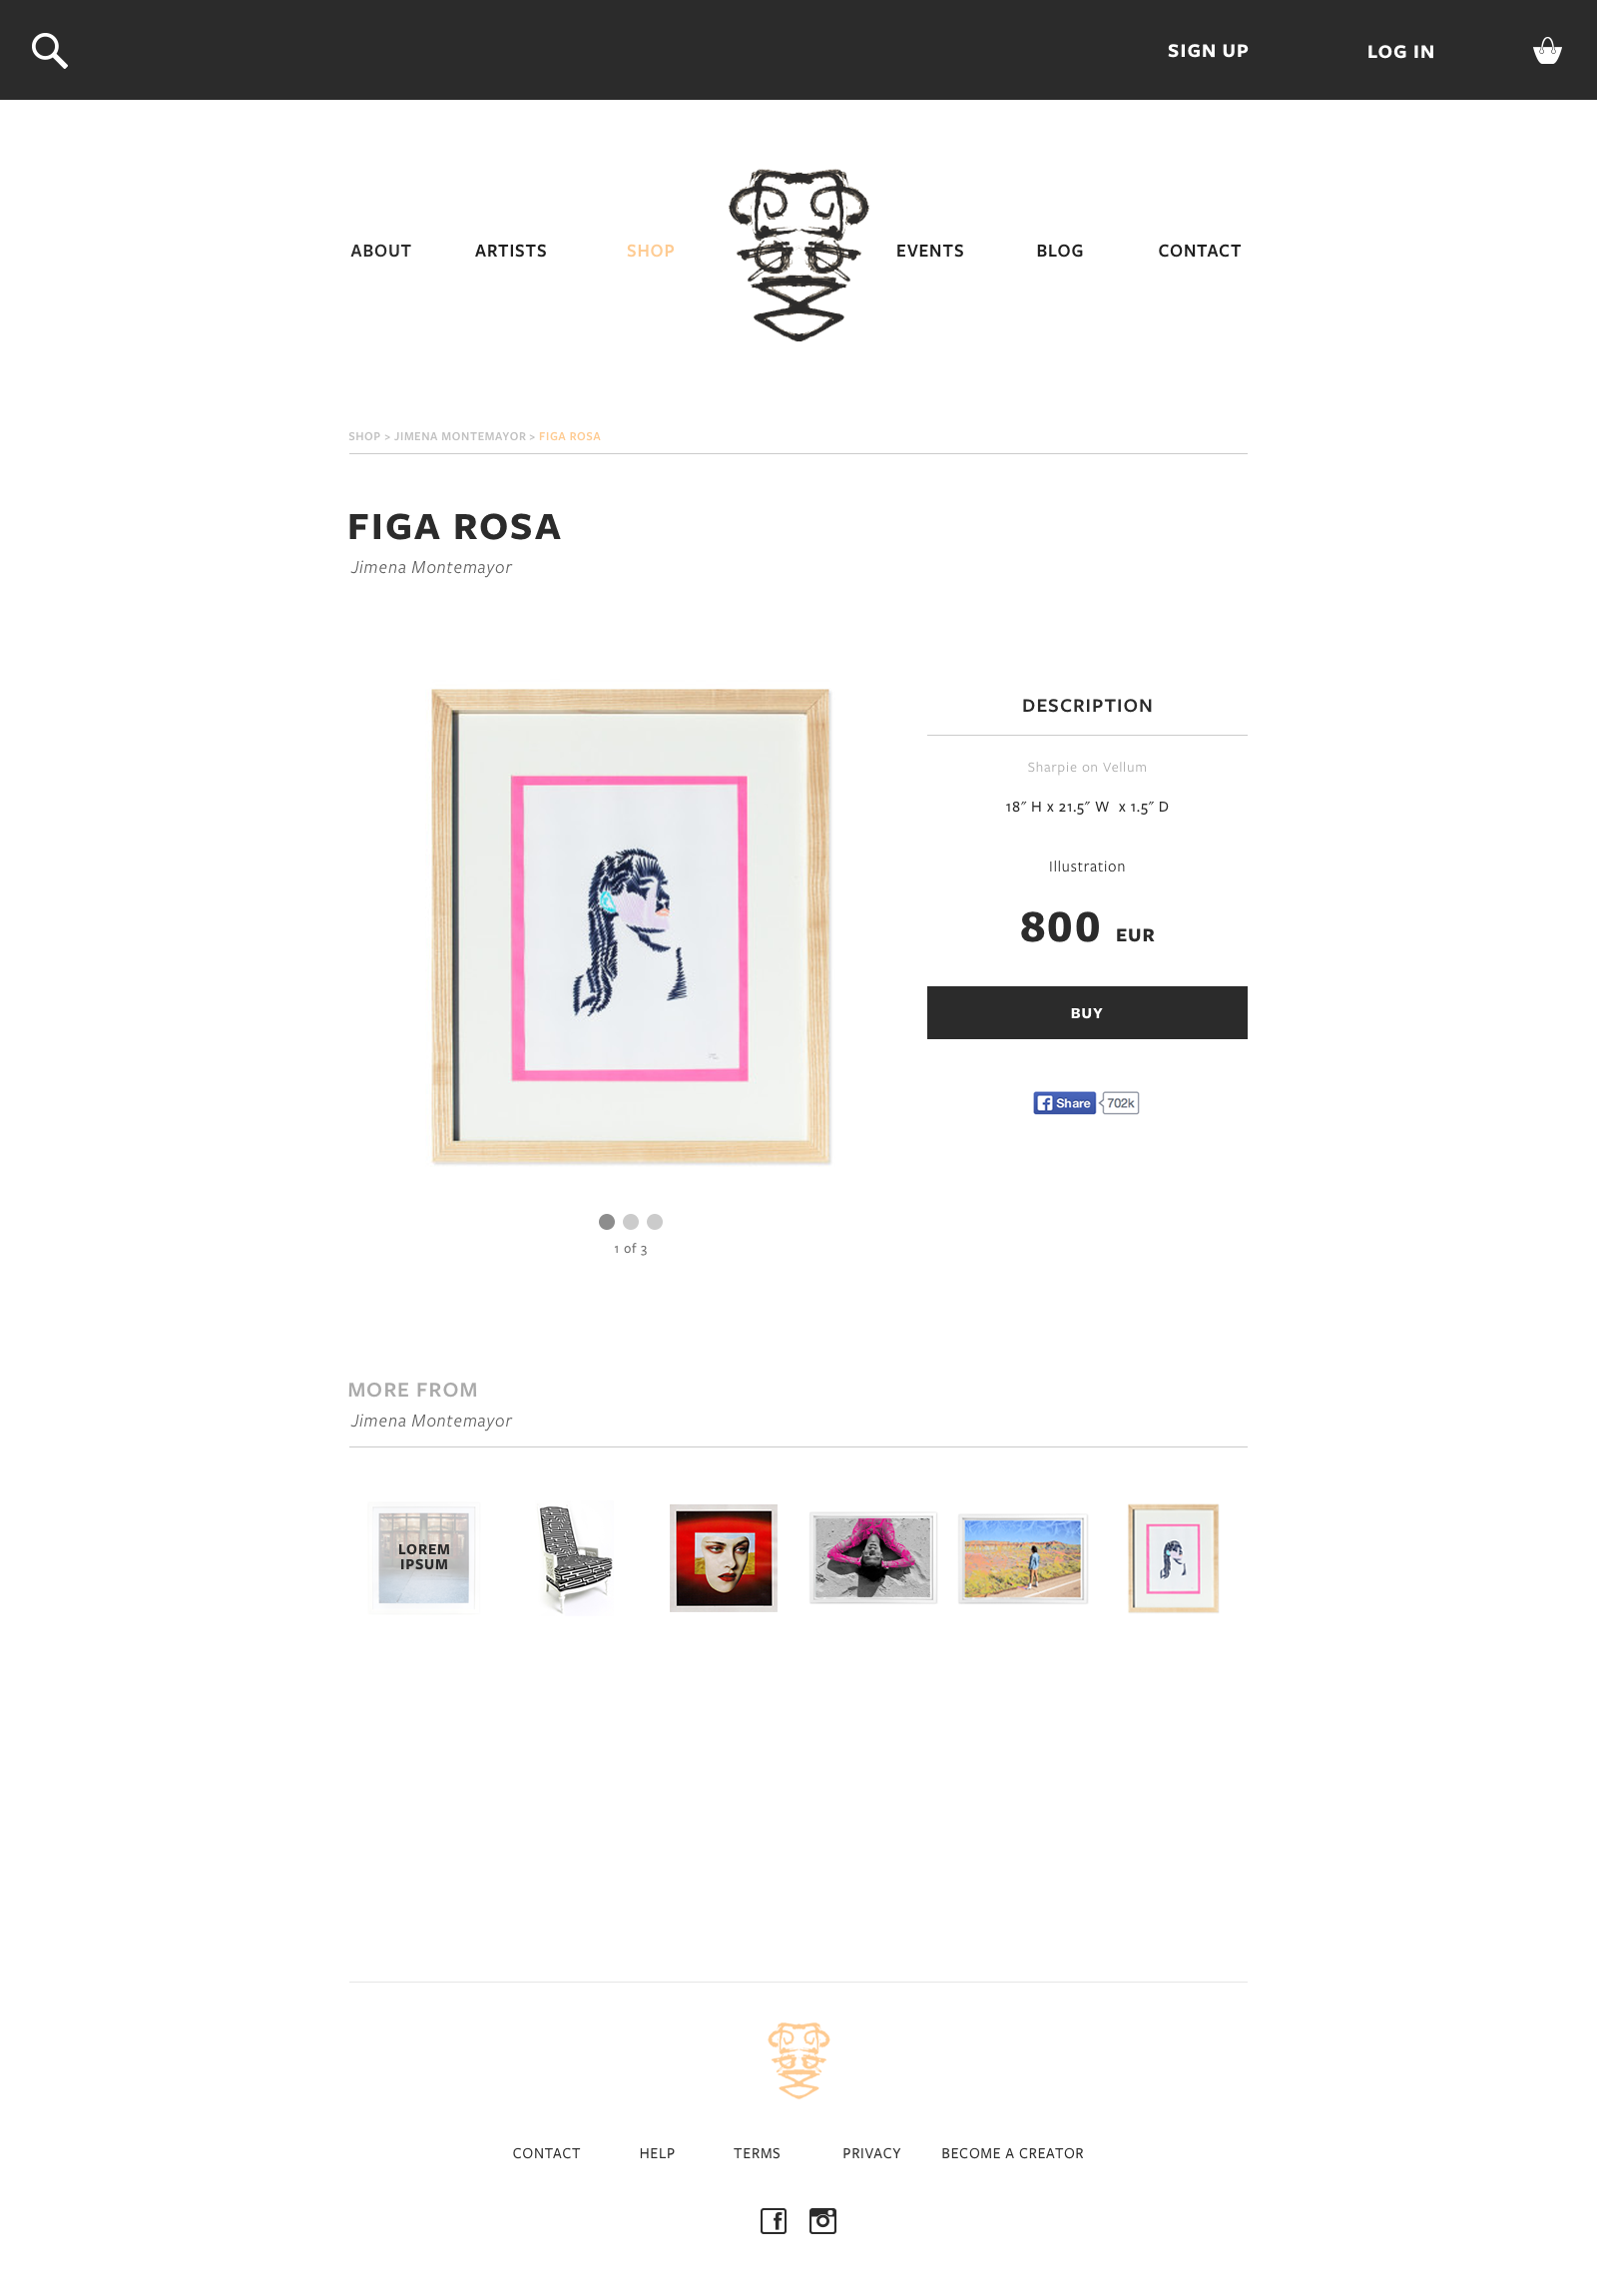 SIGN UP
LOG IN
ABOUT
ARTISTS
SHOP
EVENTS
BLOG
CONTACT
SHOP > JIMENA MONTEMAYOR > FIGA ROSA
FIGA ROSA
Jimena Montemayor
DESCRIPTION
Sharpie on Vellum
18″ H x 21.5″ W x 1.5″ D
Illustration
800 EUR
BUY
Share 702k
1 of 3
MORE FROM
Jimena Montemayor
LOREM
IPSUM
CONTACT
HELP
TERMS
PRIVACY
BECOME A CREATOR